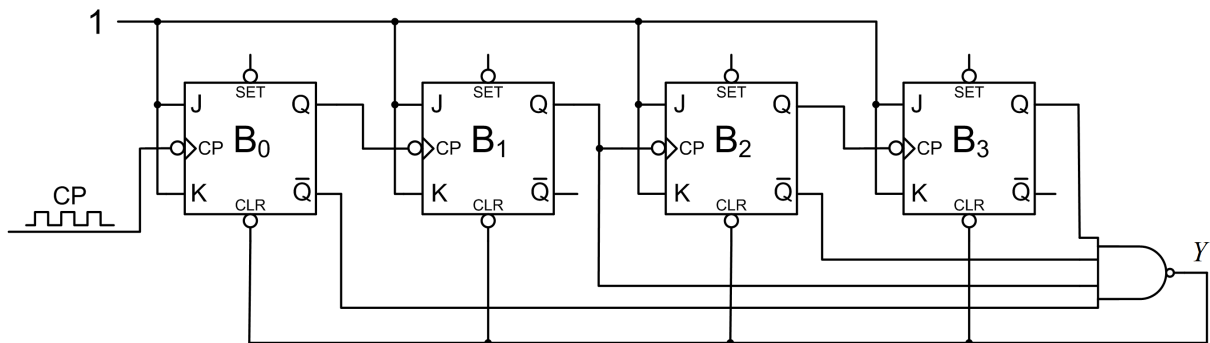 1
SET SET SET SET
J Q J Q J Q J Q
CP B₀ CP B₁ CP B₂ CP B₃
K Q̅ K Q̅ K Q̅ K Q̅
CLR CLR CLR CLR
CP
Y